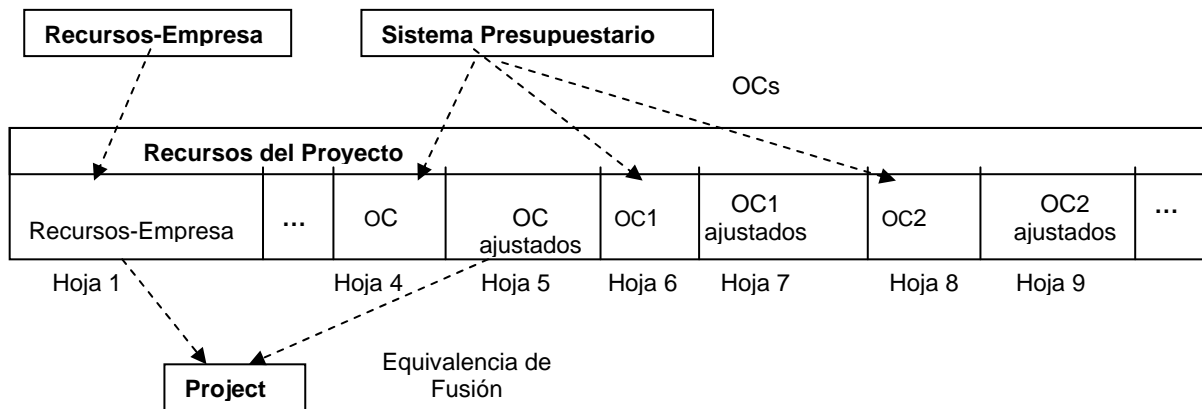 Recursos-Empresa
Sistema Presupuestario
OCs
Recursos del Proyecto
Recursos-Empresa
...
OC
OC
ajustados
OC1
OC1
ajustados
OC2
OC2
ajustados
...
Hoja 1
Hoja 4
Hoja 5
Hoja 6
Hoja 7
Hoja 8
Hoja 9
Project
Equivalencia de
Fusión